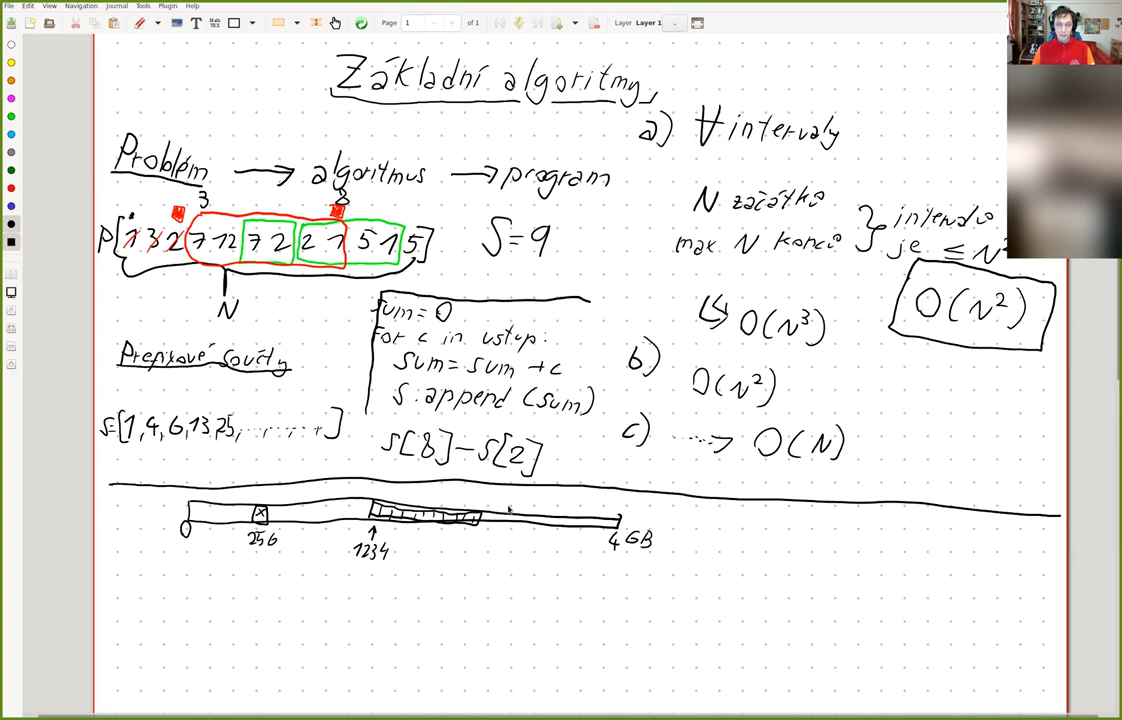 File Edit View Navigation Journal Tools Plugin Help
Page 1 of 1 Layer Layer 1
Základní algoritmy
Problém → algoritmus → program
3 8
P[1 3 2 7 12 7 2 2 1 5 1 5] S=9
N
Prefixové součty
S=[1,4,6,13,25,..........]
sum=0
for c in vstup:
sum=sum+c
S.append(sum)
S[8]-S[2]
a) ∀ intervaly
N začátků
max N konců } intervalů
je ≤ N²
↳ O(N³)
O(N²)
b) O(N²)
c) ....→ O(N)
0 x 256 1234 4 GB